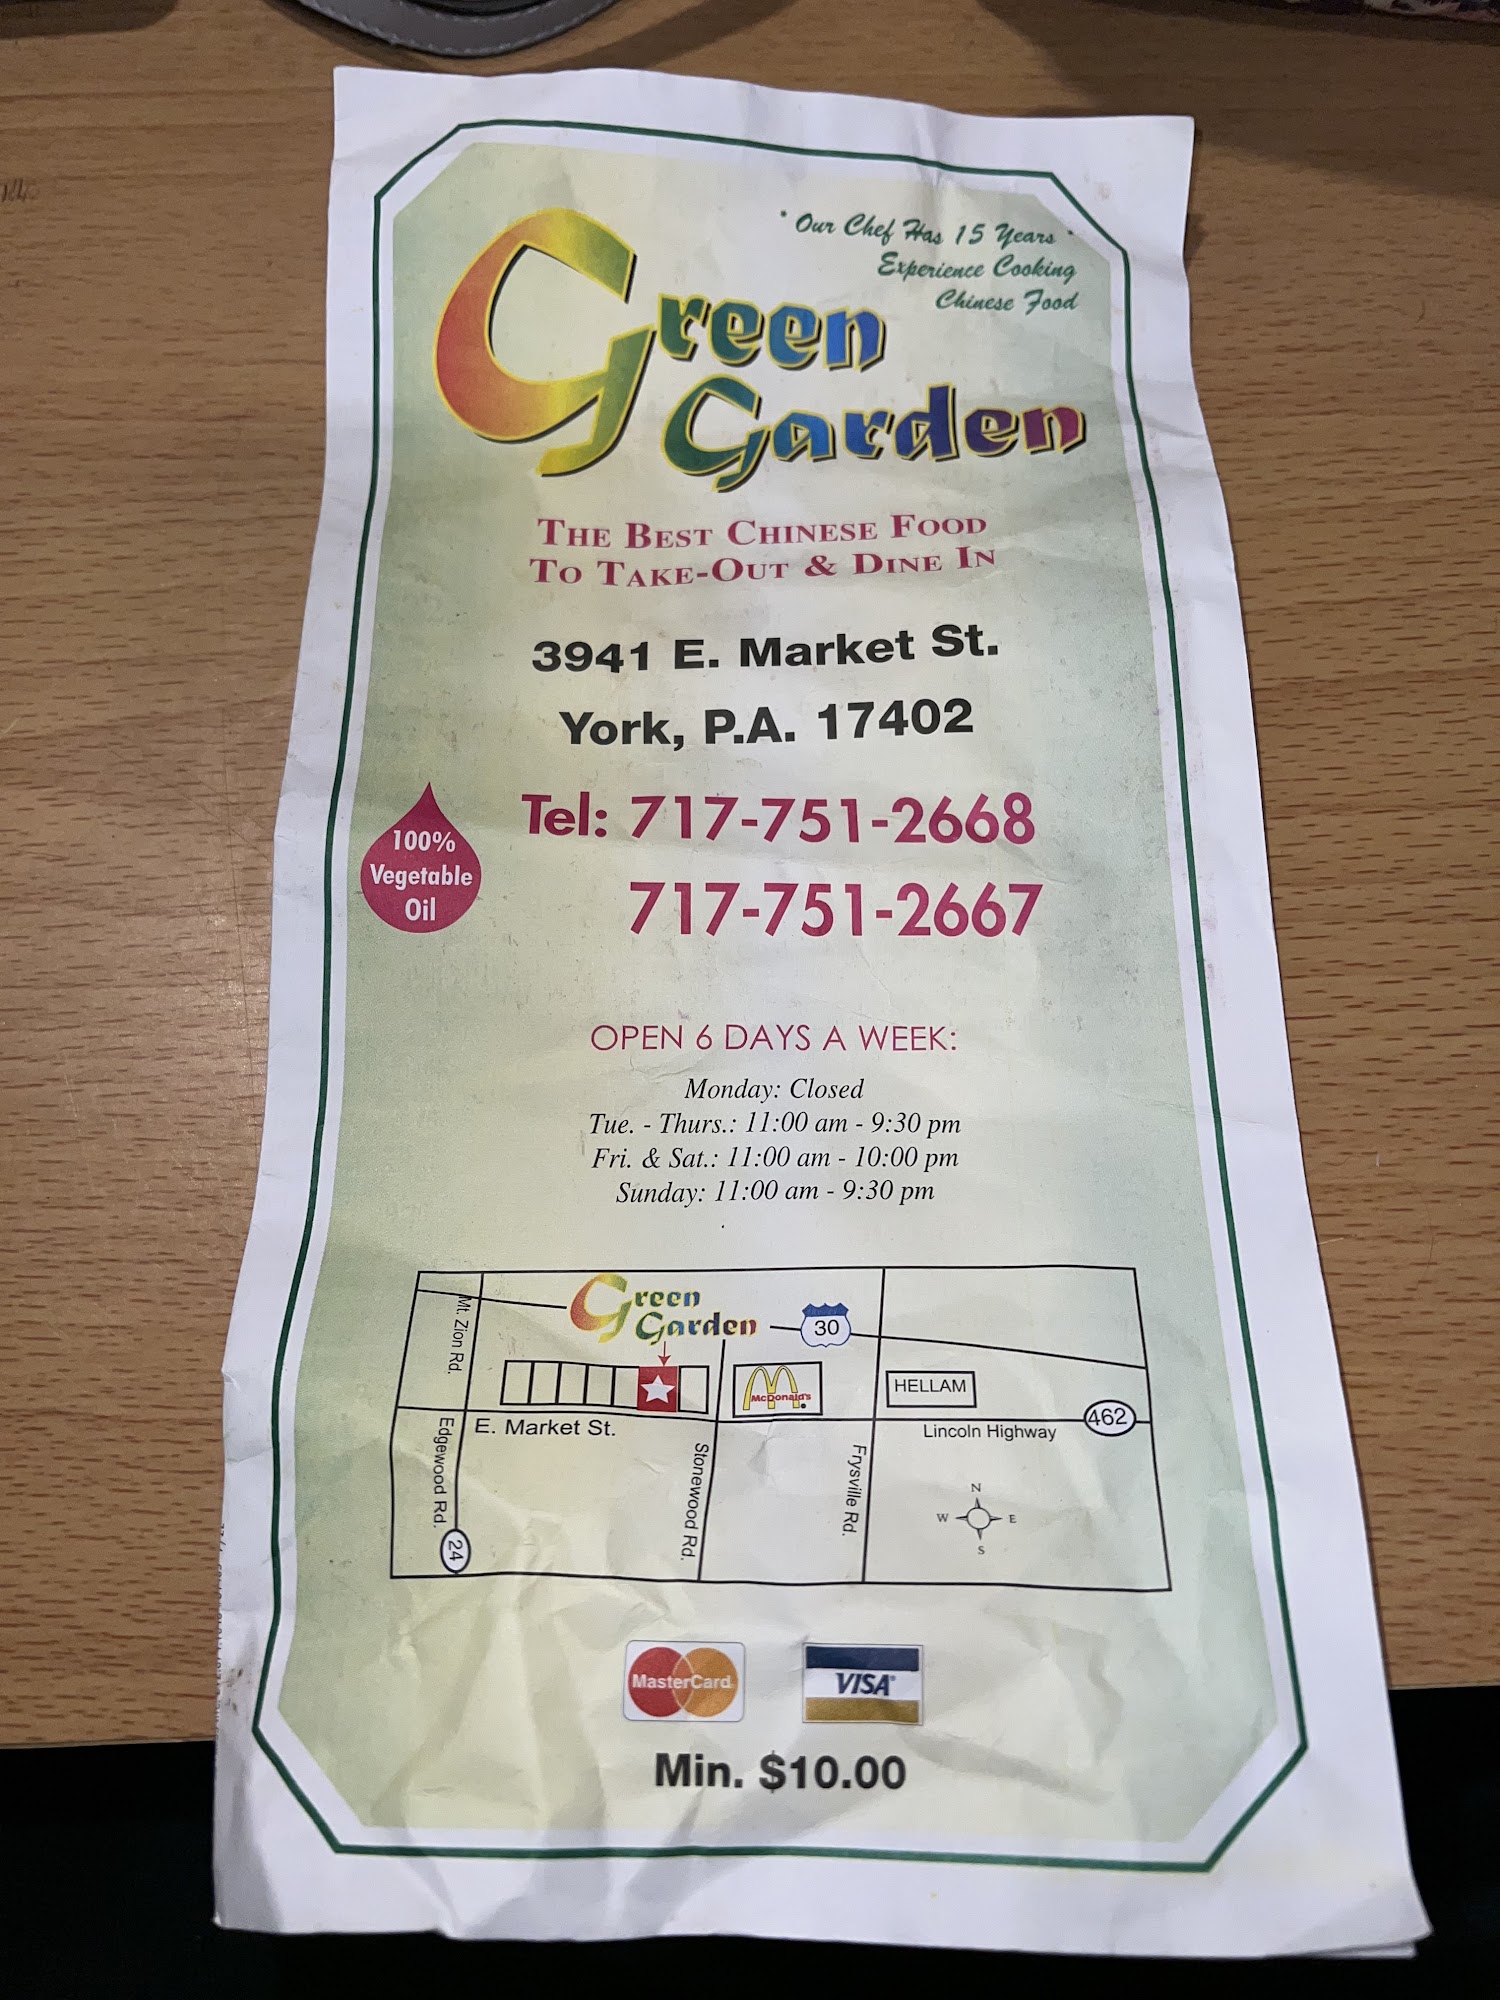 " Our Chef Has 15 Years "
Experience Cooking
Chinese Food
Green
Garden
THE BEST CHINESE FOOD
TO TAKE-OUT & DINE IN
3941 E. Market St.
York, P.A. 17402
100%
Vegetable
Oil
Tel: 717-751-2668
717-751-2667
OPEN 6 DAYS A WEEK:
Monday: Closed
Tue. - Thurs.: 11:00 am - 9:30 pm
Fri. & Sat.: 11:00 am - 10:00 pm
Sunday: 11:00 am - 9:30 pm
Mt. Zion Rd.
Green
Garden
30
McDonald's
HELLAM
E. Market St.
Lincoln Highway
462
Edgewood Rd.
24
Stonewood Rd.
Frysville Rd.
N
W
E
S
MasterCard
VISA
Min. $10.00